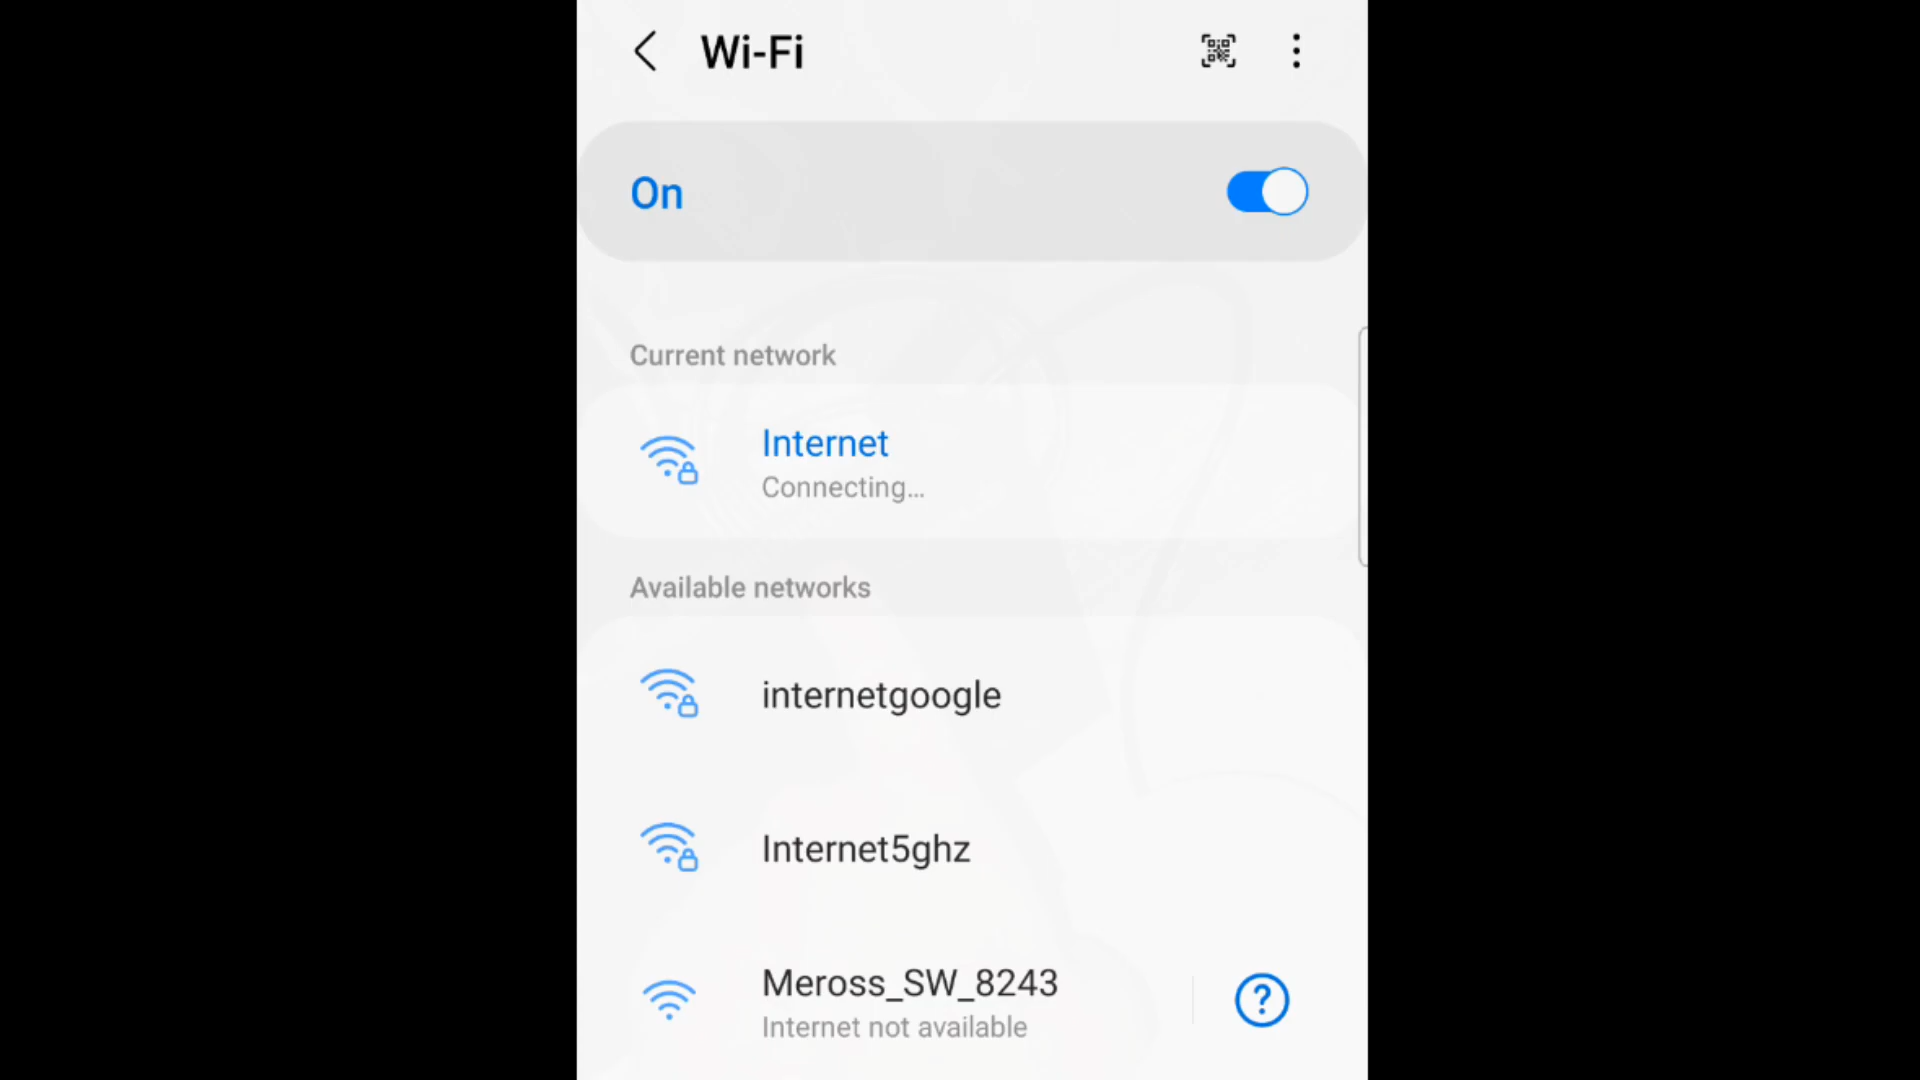 Wi-Fi
On
Current network
Internet
Connecting...
Available networks
internetgoogle
Internet5ghz
Meross_SW_8243
Internet not available